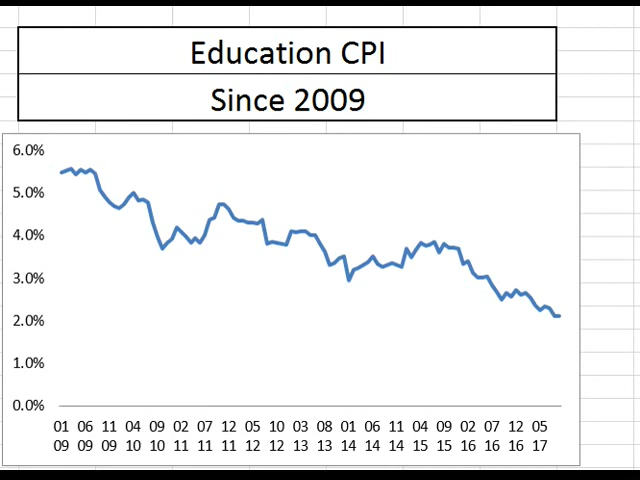 Education CPI
Since 2009
6.0%
5.0%
4.0%
3.0%
2.0%
1.0%
0.0%
01 06 11 04 09 02 07 12 05 10 03 08 01 06 11 04 09 02 07 12 05
09 09 09 10 10 11 11 11 12 12 13 13 14 14 14 15 15 16 16 16 17